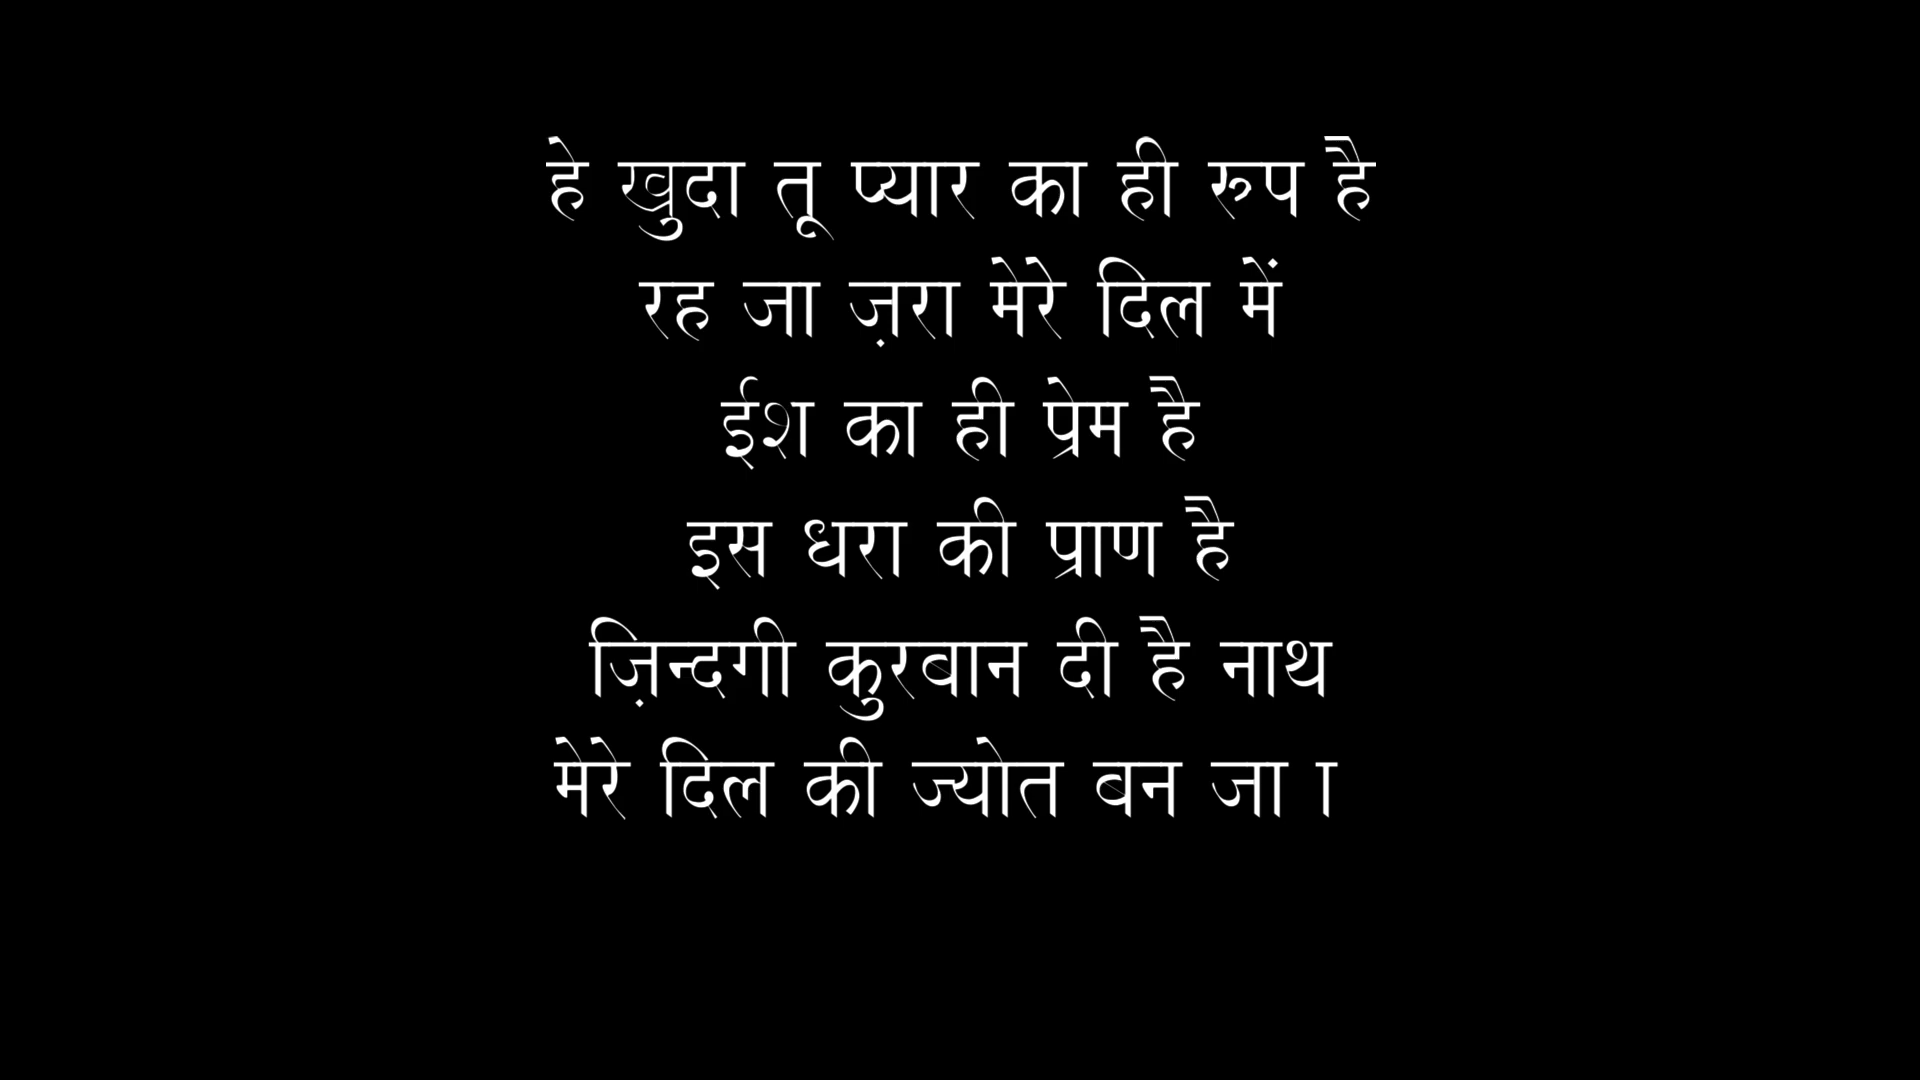 हे खुदा तू प्यार का ही रुप है
रह जा ज़रा मेरे दिल में
ईश का ही प्रेम है
इस धरा की प्राण है
ज़िन्दगी कुरबान दी है नाथ
मेरे दिल की ज्योत बन जा ।